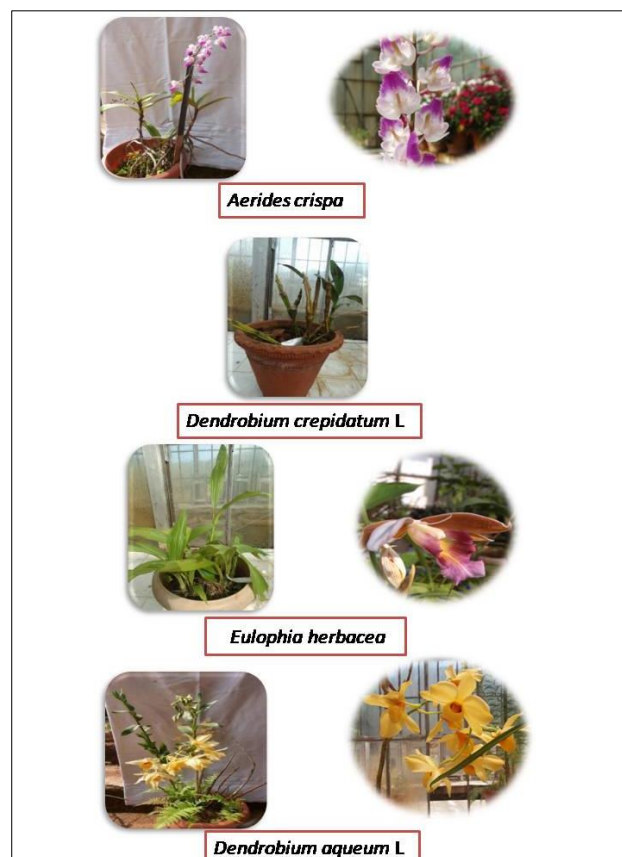 Aerides crispa
Dendrobium crepidatum L
Eulophia herbacea
Dendrobium aqueum L